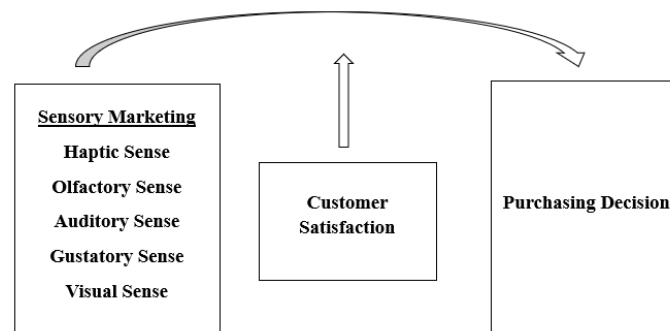 Sensory Marketing
Haptic Sense
Olfactory Sense
Auditory Sense
Gustatory Sense
Visual Sense
Customer
Satisfaction
Purchasing Decision